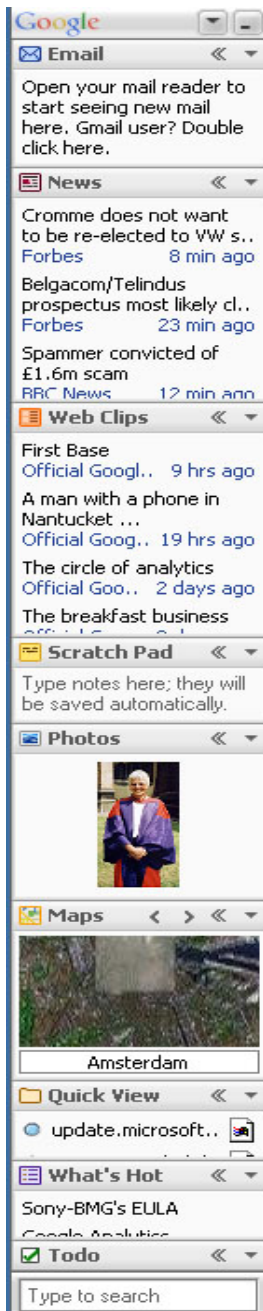 Google
Email
Open your mail reader to
start seeing new mail
here. Gmail user? Double
click here.
News
Cromme does not want
to be re-elected to VW s..
Forbes 8 min ago
Belgacom/Telindus
prospectus most likely cl..
Forbes 23 min ago
Spammer convicted of
£1.6m scam
BBC News 12 min ago
Web Clips
First Base
Official Googl.. 9 hrs ago
A man with a phone in
Nantucket ...
Official Goog.. 19 hrs ago
The circle of analytics
Official Goo.. 2 days ago
The breakfast business
Scratch Pad
Type notes here; they will
be saved automatically.
Photos
Maps
Amsterdam
Quick View
update.microsoft..
What's Hot
Sony-BMG's EULA
Google Analytics
Todo
Type to search